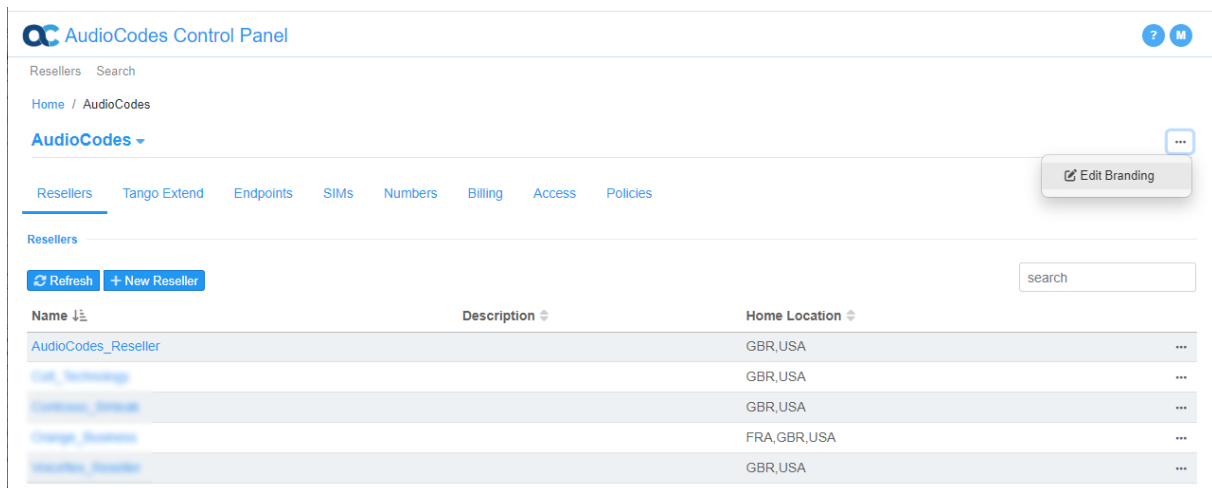 AudioCodes Control Panel ? M
Resellers Search
Home / AudioCodes
AudioCodes ...
Edit Branding
Resellers Tango Extend Endpoints SIMs Numbers Billing Access Policies
Resellers
Refresh + New Reseller search
Name Description Home Location
AudioCodes_Reseller GBR,USA ...
GBR,USA ...
GBR,USA ...
FRA,GBR,USA ...
GBR,USA ...